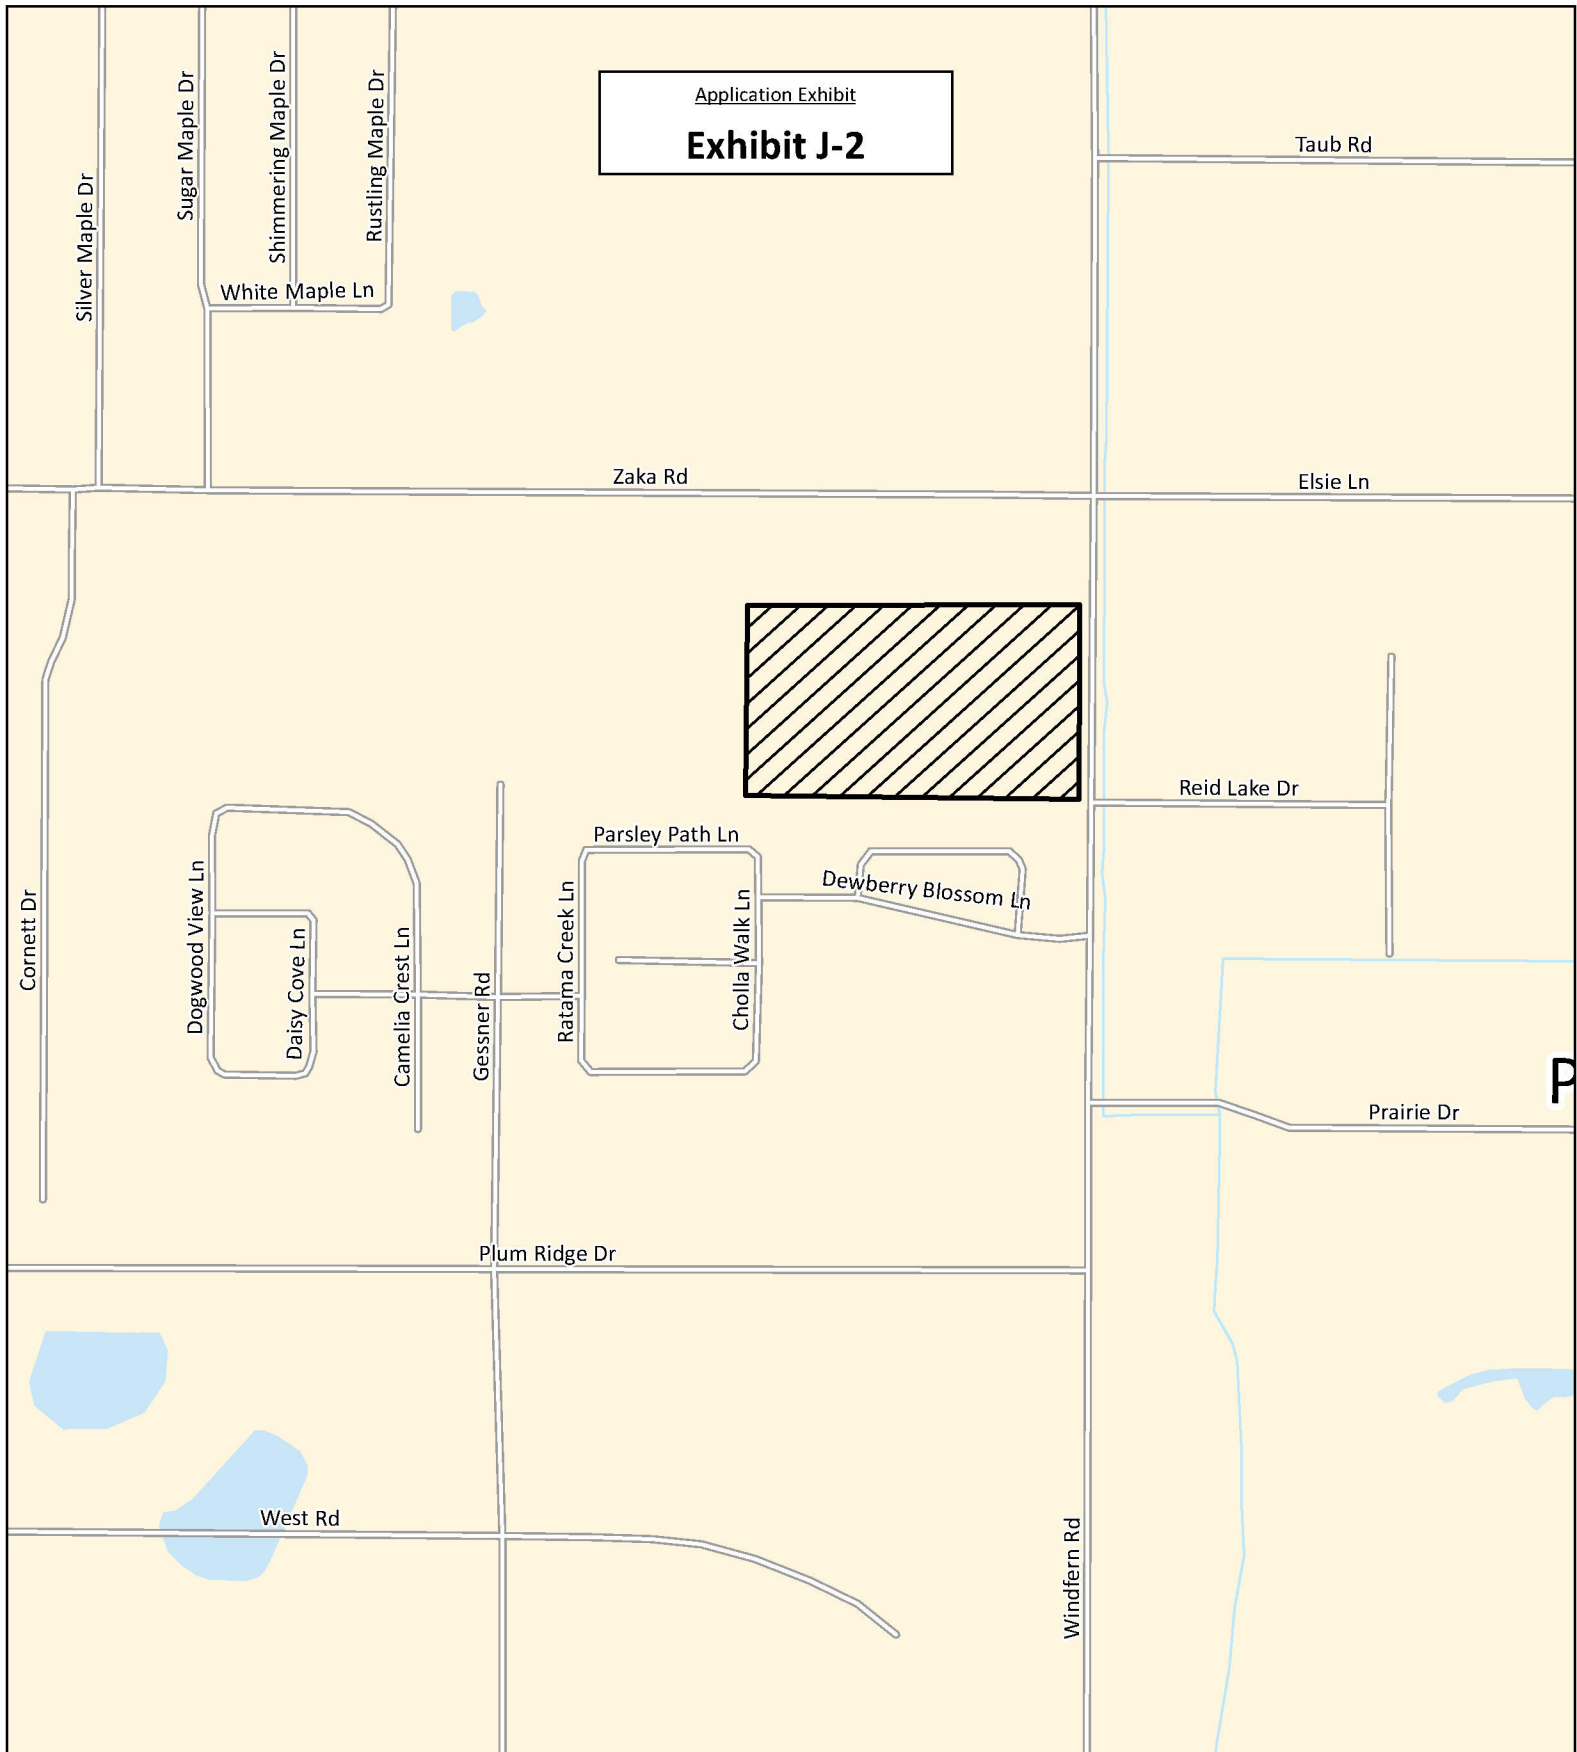 Application Exhibit
Exhibit J-2
Silver Maple Dr
Sugar Maple Dr
Shimmering Maple Dr
Rustling Maple Dr
Taub Rd
White Maple Ln
Zaka Rd
Elsie Ln
Reid Lake Dr
Parsley Path Ln
Dewberry Blossom Ln
Cornett Dr
Dogwood View Ln
Daisy Cove Ln
Camelia Crest Ln
Gessner Rd
Ratama Creek Ln
Cholla Walk Ln
P
Prairie Dr
Plum Ridge Dr
West Rd
Windfern Rd